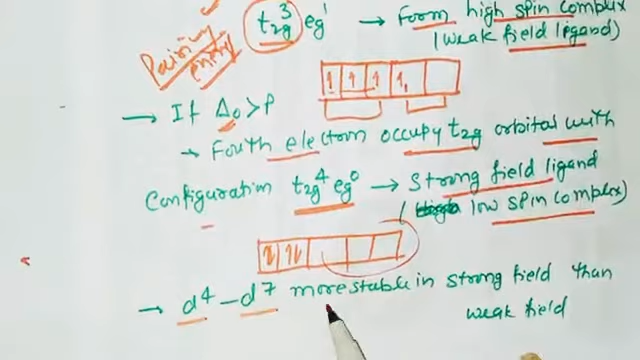 t2g³ eg¹ → Form high spin complex
(weak field ligand)
Pairing energy
→ If Δo > P
→ Fouth electron occupy t2g orbital with
configuration t2g⁴ eg⁰ → Strong field ligand
( low spin complex)
→ d⁴ – d⁷ more stable in strong field than
weak field